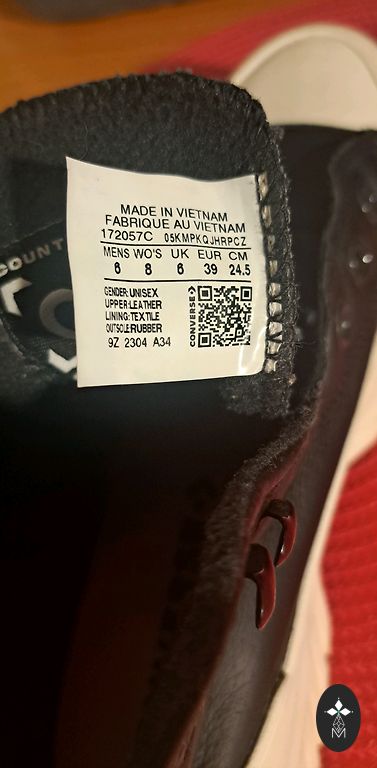 MADE IN VIETNAM
FABRIQUE AU VIETNAM
172057C 05KMPKQJHRPCZ
MENS WO'S UK EUR CM
6 8 6 39 24.5
GENDER:UNISEX
UPPER:LEATHER
LINING:TEXTILE
OUTSOLE:RUBBER
CONVERSE
9Z 2304 A34
COUNT
M